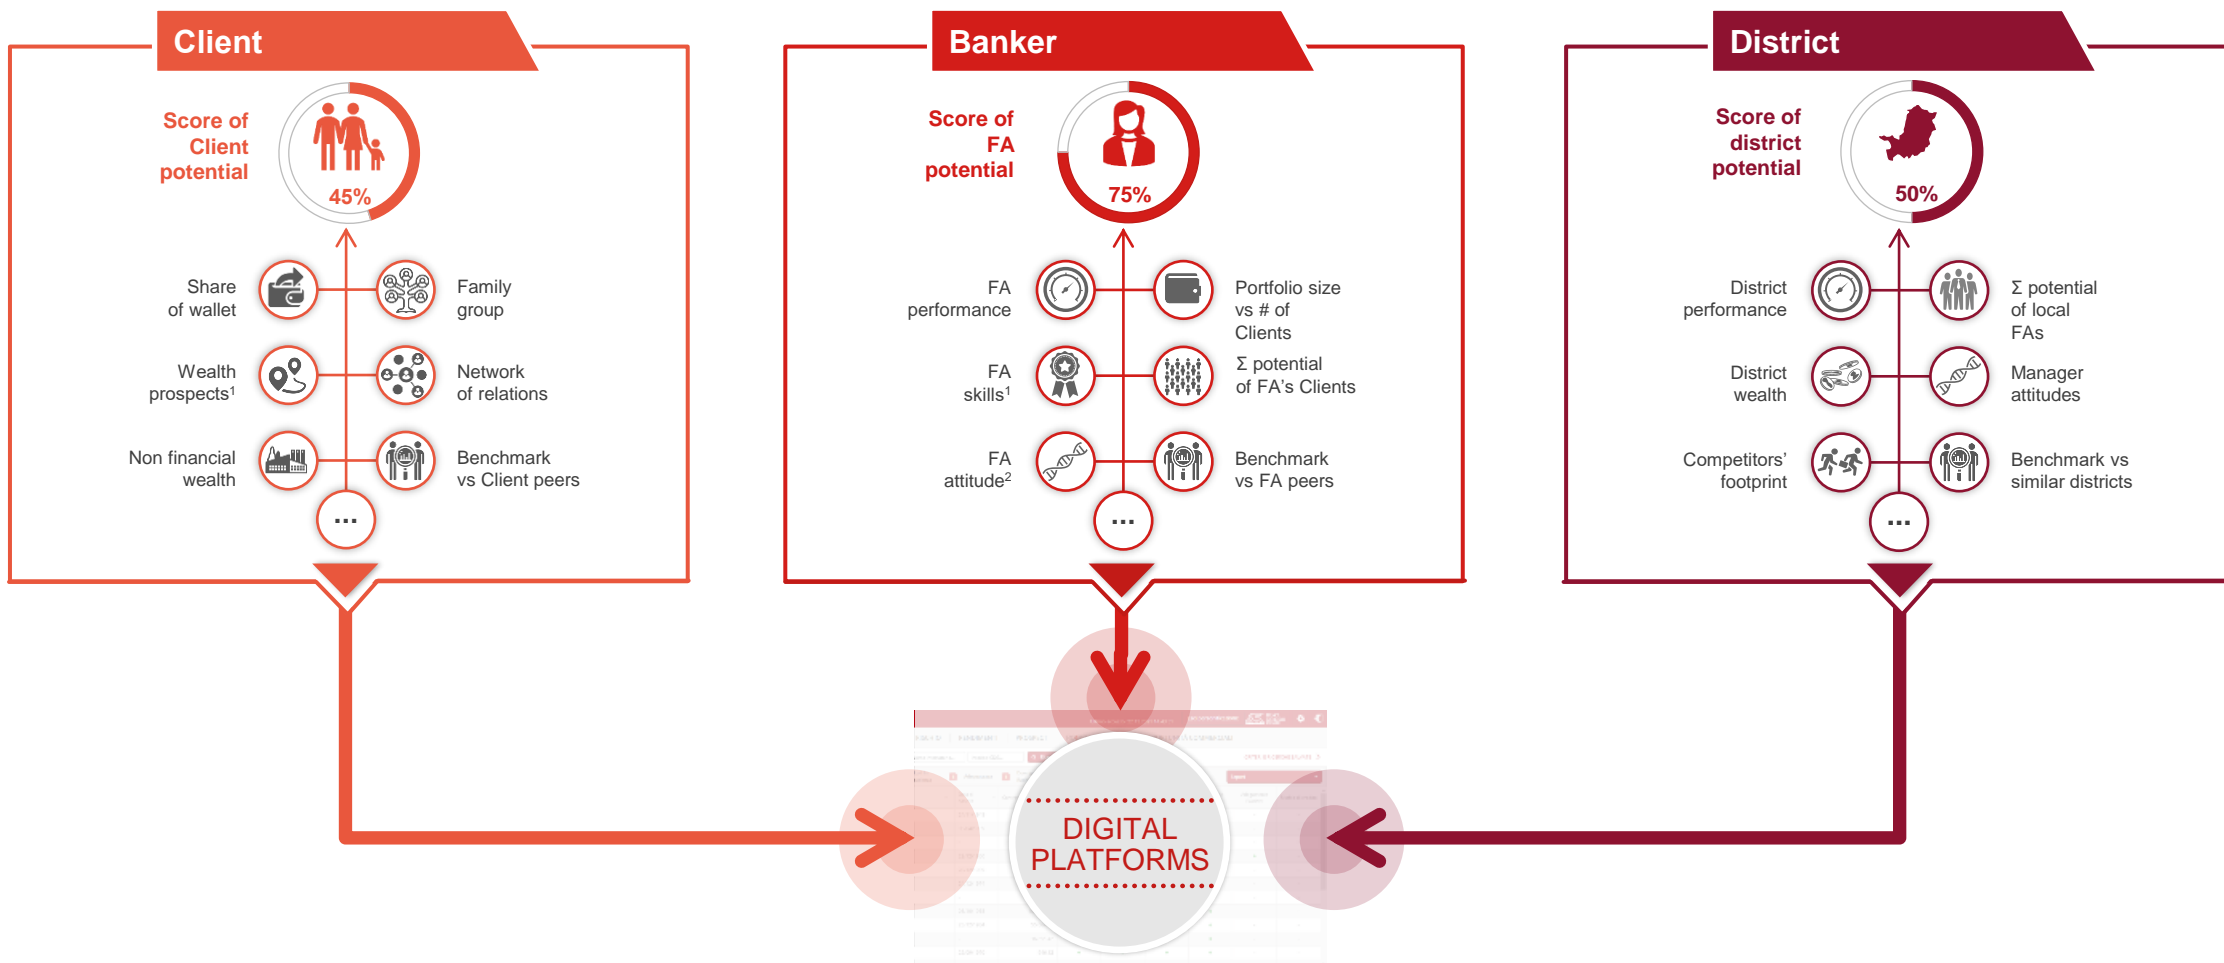 Client
Score of
Client
potential
45%
Share
of wallet
Family
group
Wealth
prospects¹
Network
of relations
Non financial
wealth
Benchmark
vs Client peers
...
Banker
Score of
FA
potential
75%
FA
performance
Portfolio size
vs # of
Clients
FA
skills¹
Σ potential
of FA's Clients
FA
attitude²
Benchmark
vs FA peers
...
District
Score of
district
potential
50%
District
performance
Σ potential
of local
FAs
District
wealth
Manager
attitudes
Competitors'
footprint
Benchmark vs
similar districts
...
DIGITAL
PLATFORMS